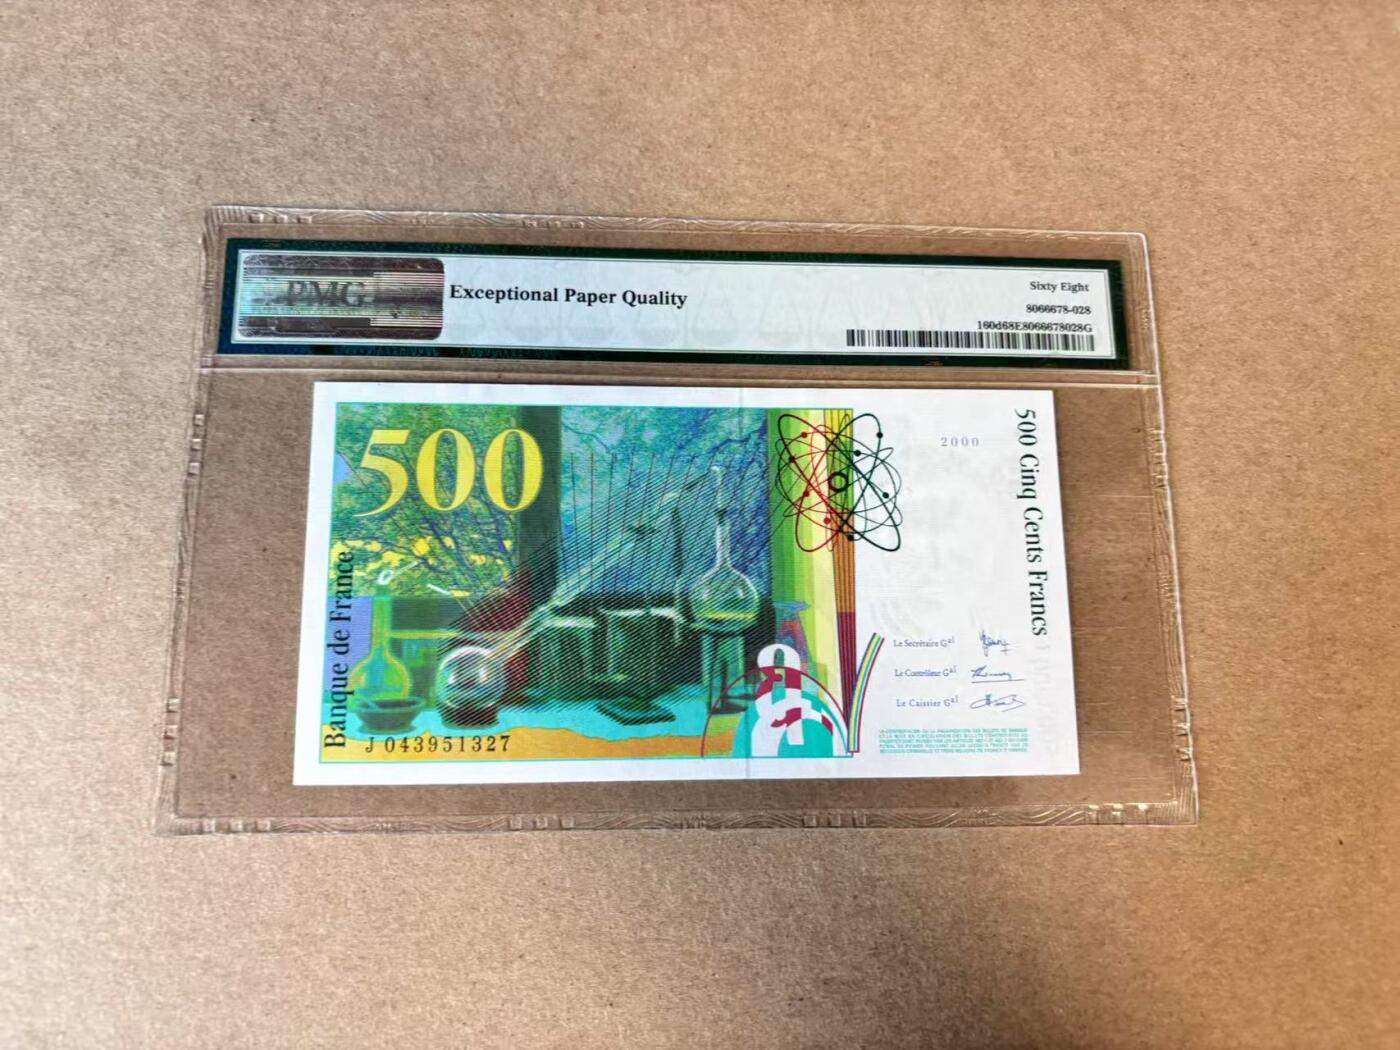 PMG
Exceptional Paper Quality
Sixty Eight
8066678-028
160d68E8066678028G
500
2000
500 Cinq Cents Francs
Banque de France
Le Secrétaire Gal
Le Contrôleur Gal
Le Caissier Gal
J 043951327